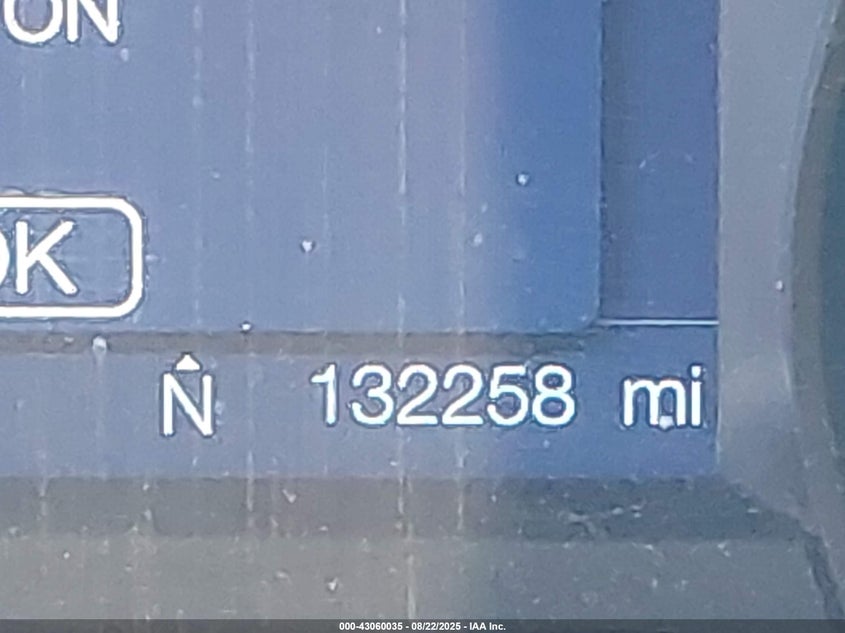 ON
OK
N 132258 mi
000-43060035 - 08/22/2025 - IAA Inc.